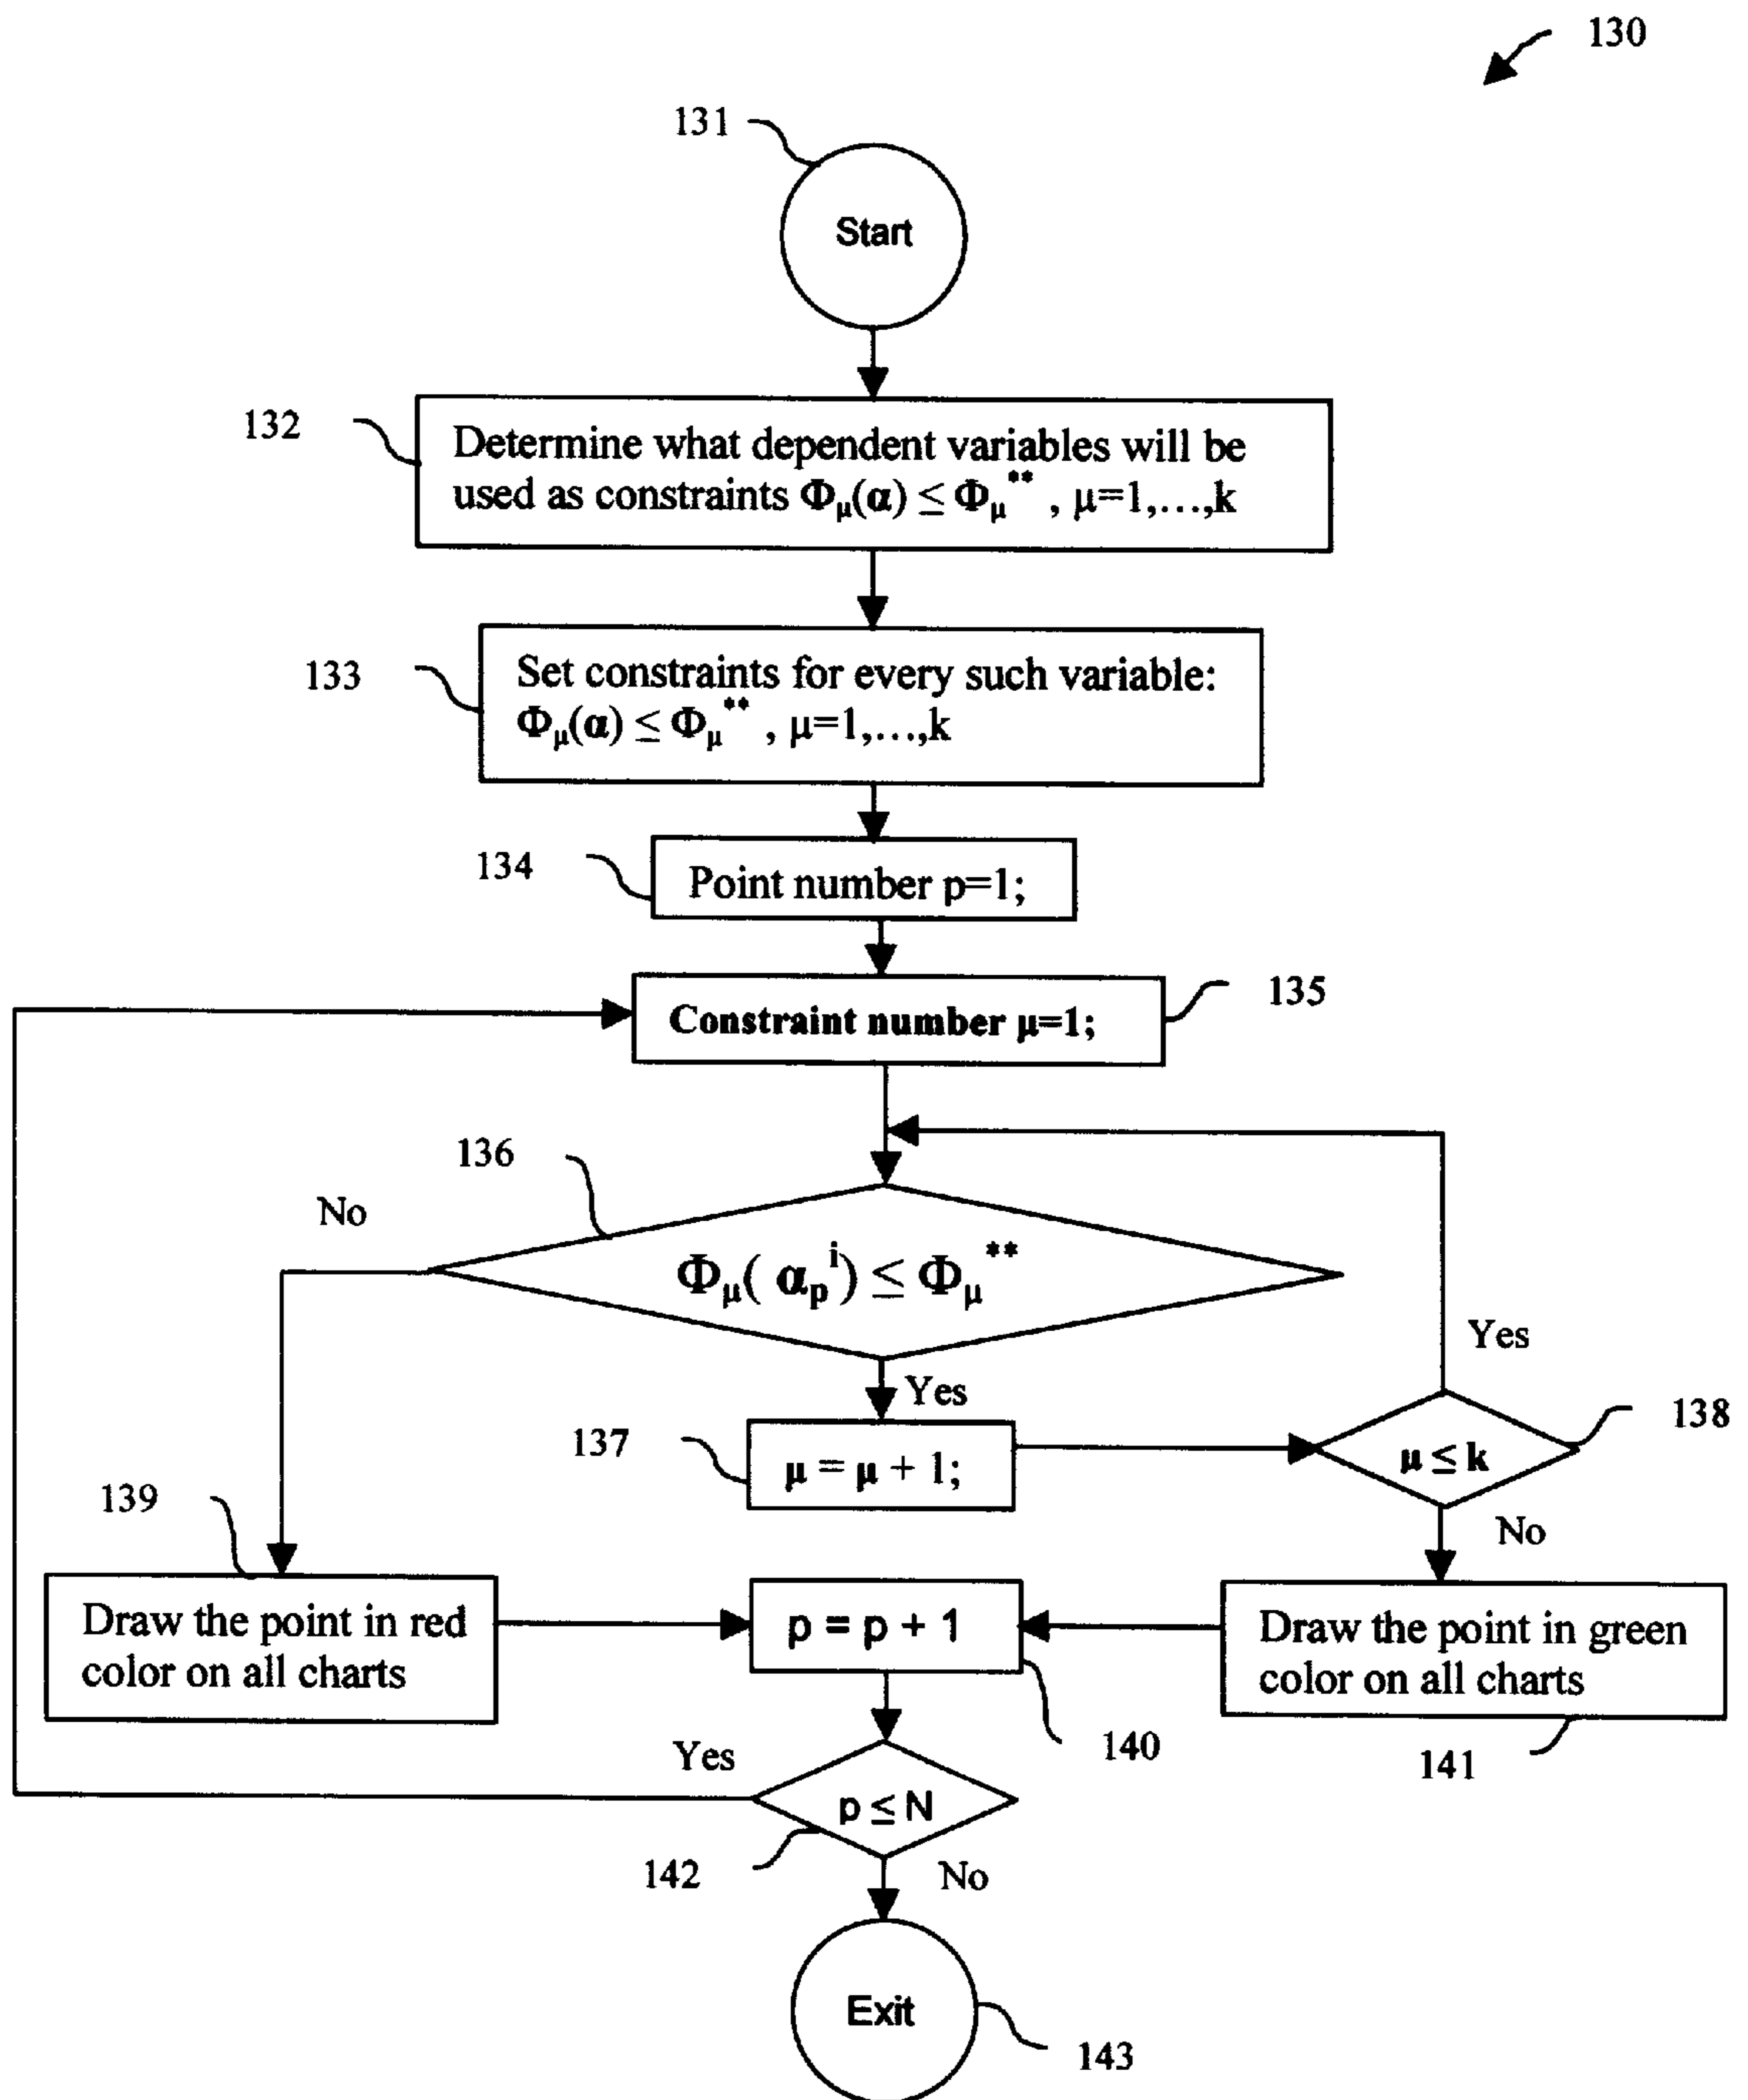 130
131
Start
132
Determine what dependent variables will be
used as constraints Φμ(α) ≤ Φμ** , μ=1,...,k
133
Set constraints for every such variable:
Φμ(α) ≤ Φμ** , μ=1,...,k
134
Point number p=1;
135
Constraint number μ=1;
136
No
Φμ( αpⁱ) ≤ Φμ**
Yes
Yes
137
μ = μ + 1;
138
μ ≤ k
139
No
Draw the point in red
color on all charts
p = p + 1
Draw the point in green
color on all charts
140
141
Yes
p ≤ N
142
No
Exit
143